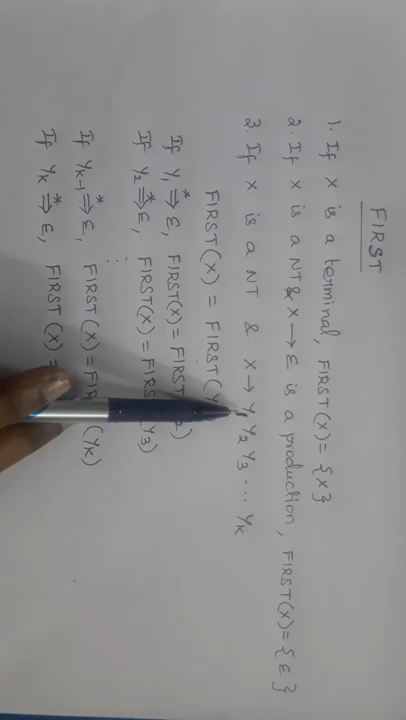 FIRST
1. If X is a terminal, FIRST(X) = {X}
2. If X is a NT & X → ε is a production, FIRST(X) = {ε}
3. If X is a NT & X → Y1 Y2 Y3 ... Yk
FIRST(X) = FIRST(Y
If Y1 *⇒ ε, FIRST(X) = FIRST 2)
If Y2 *⇒ ε, FIRST(X) = FIRS Y3)
⋮
If Yk-1 *⇒ ε, FIRST(X) = FIR (Yk)
If Yk *⇒ ε, FIRST(X) =